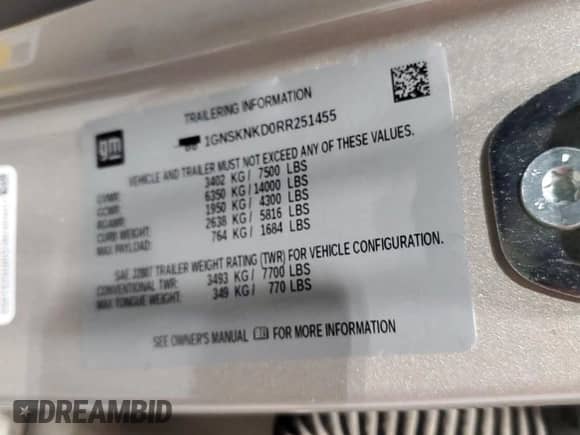 TRAILERING INFORMATION
gm
1GNSKNKD0RR251455
VEHICLE AND TRAILER MUST NOT EXCEED ANY OF THESE VALUES.
GVWR: 3402 KG/ 7500 LBS
GCWR: 6350 KG/ 14000 LBS
RGAWR: 1950 KG/ 4300 LBS
CURB WEIGHT: 2638 KG/ 5816 LBS
MAX PAYLOAD: 764 KG/ 1684 LBS
SAE J2807 TRAILER WEIGHT RATING (TWR) FOR VEHICLE CONFIGURATION.
CONVENTIONAL TWR: 3493 KG/ 7700 LBS
MAX TONGUE WEIGHT: 349 KG/ 770 LBS
SEE OWNER'S MANUAL FOR MORE INFORMATION
DREAMBID